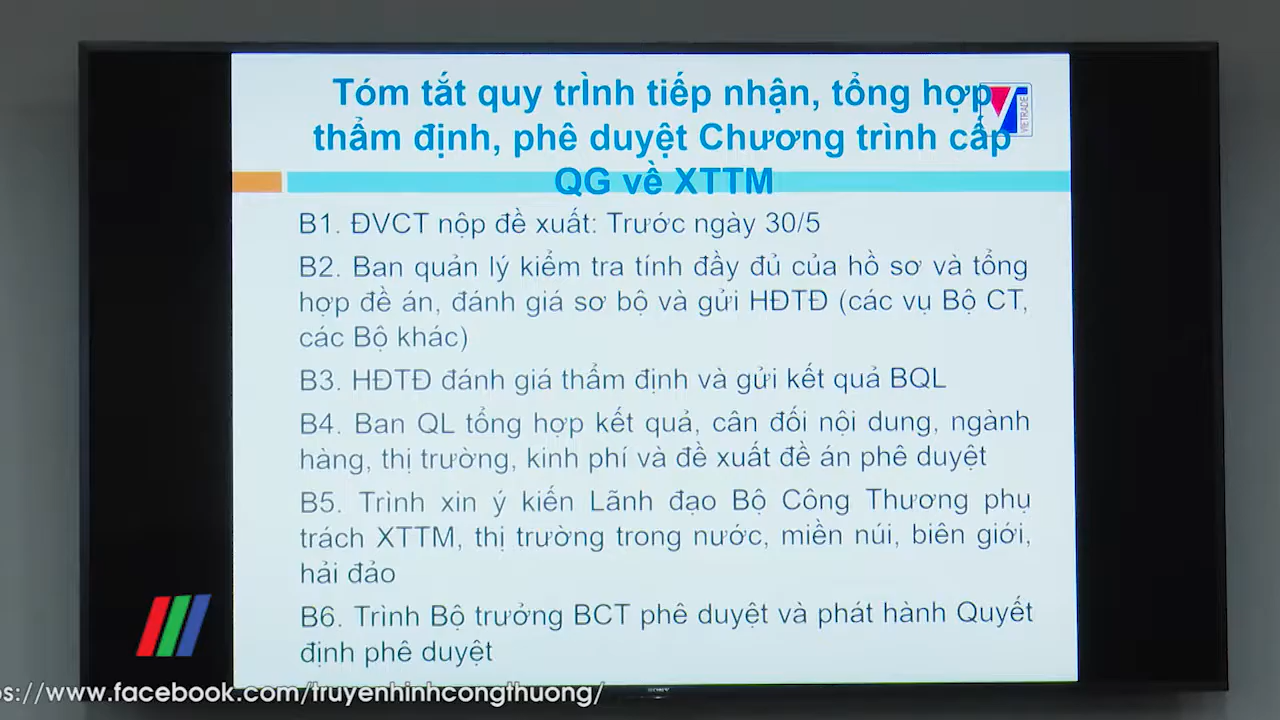 Tóm tắt quy trình tiếp nhận, tổng hợp,
thẩm định, phê duyệt Chương trình cấp
QG về XTTM
VIETRADE
B1. ĐVCT nộp đề xuất: Trước ngày 30/5
B2. Ban quản lý kiểm tra tính đầy đủ của hồ sơ và tổng
hợp đề án, đánh giá sơ bộ và gửi HĐTĐ (các vụ Bộ CT,
các Bộ khác)
B3. HĐTĐ đánh giá thẩm định và gửi kết quả BQL
B4. Ban QL tổng hợp kết quả, cân đối nội dung, ngành
hàng, thị trường, kinh phí và đề xuất đề án phê duyệt
B5. Trình xin ý kiến Lãnh đạo Bộ Công Thương phụ
trách XTTM, thị trường trong nước, miền núi, biên giới,
hải đảo
B6. Trình Bộ trưởng BCT phê duyệt và phát hành Quyết
định phê duyệt
ps://www.facebook.com/truyenhinhcongthuong/
SONY